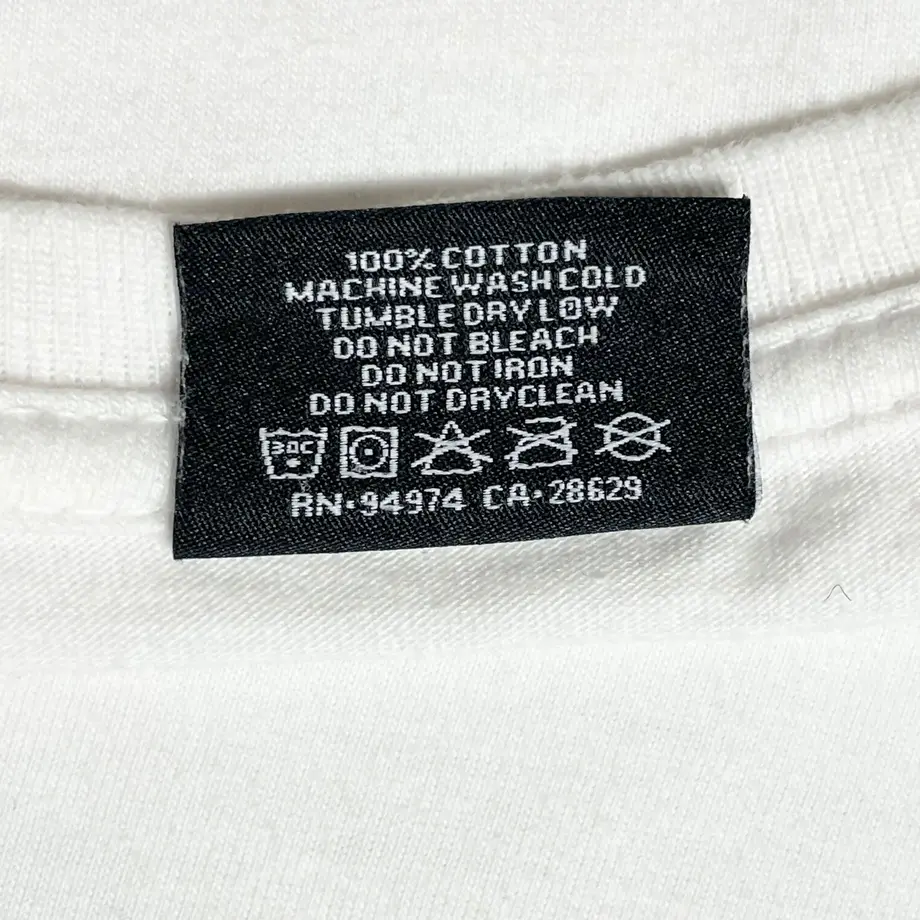 100% COTTON
MACHINE WASH COLD
TUMBLE DRY LOW
DO NOT BLEACH
DO NOT IRON
DO NOT DRYCLEAN
30C
RN·94974 CA·28629